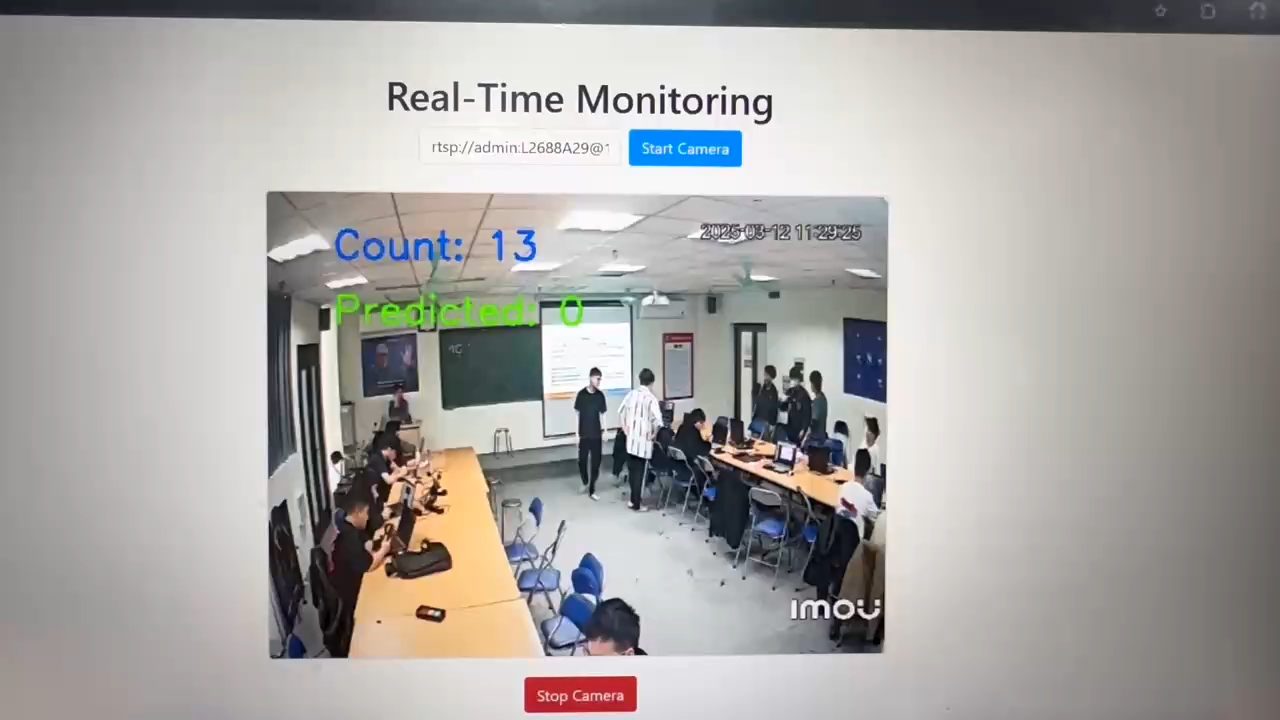 Real-Time Monitoring
rtsp://admin:L2688A29@1
Start Camera
Count: 13
2025-03-12 11:29:25
Predicted: 0
imou
Stop Camera